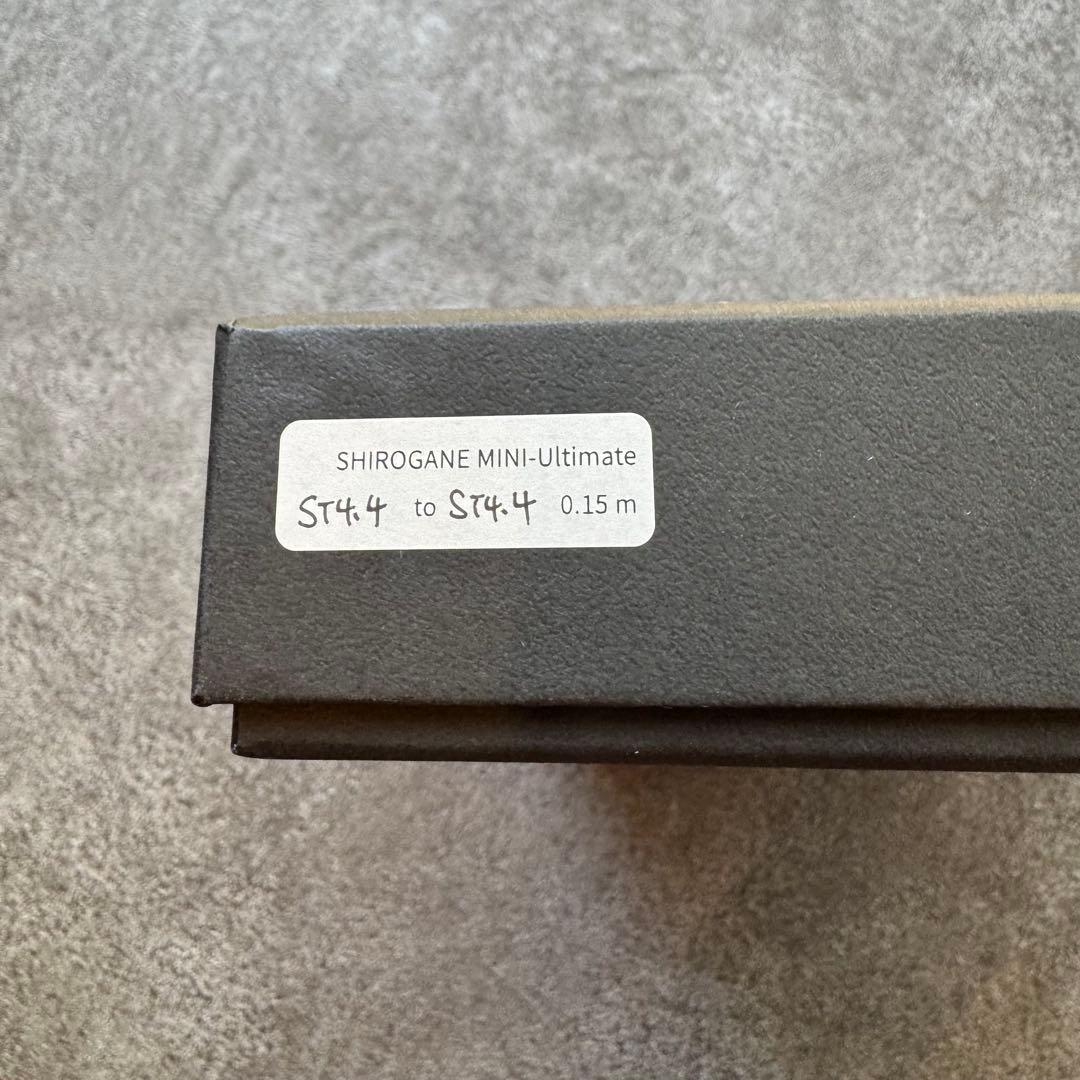 SHIROGANE MINI-Ultimate
ST4.4 to ST4.4 0.15 m